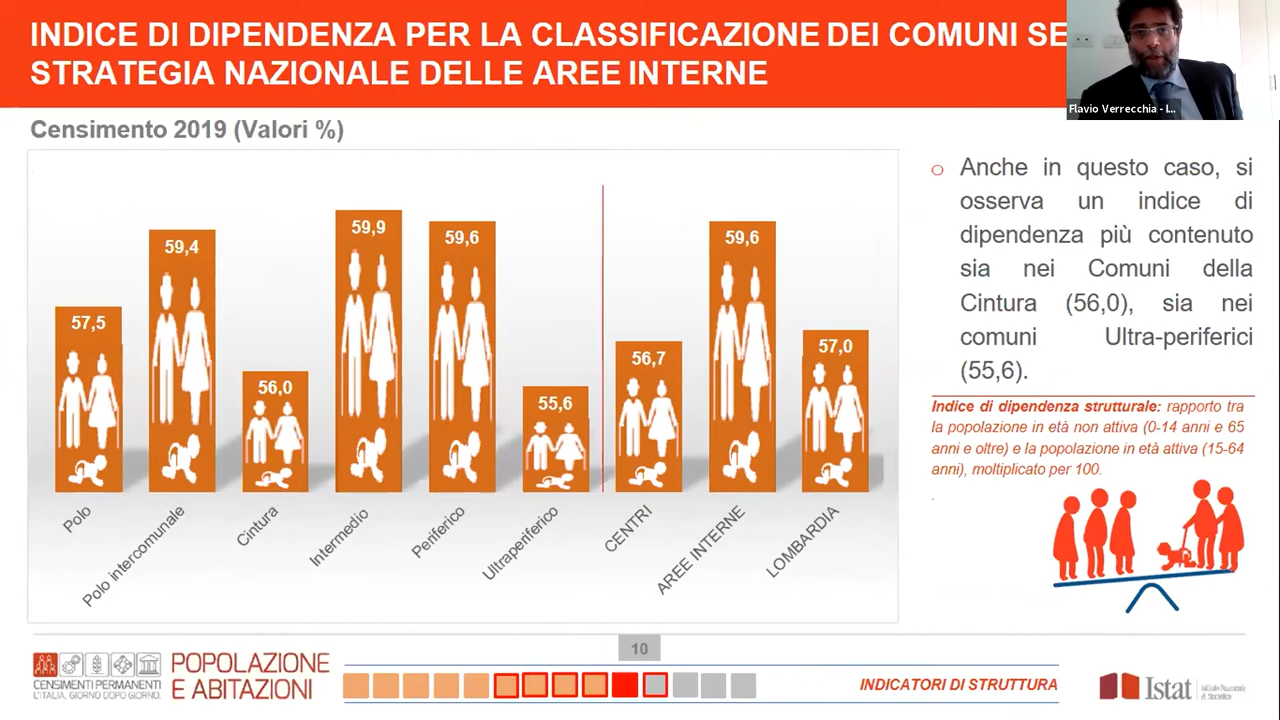 INDICE DI DIPENDENZA PER LA CLASSIFICAZIONE DEI COMUNI SE
STRATEGIA NAZIONALE DELLE AREE INTERNE
Flavio Verrecchia - I...
Censimento 2019 (Valori %)
57,5
59,4
56,0
59,9
59,6
55,6
56,7
59,6
57,0
Polo
Polo intercomunale
Cintura
Intermedio
Periferico
Ultraperiferico
CENTRI
AREE INTERNE
LOMBARDIA
Anche in questo caso, si
osserva un indice di
dipendenza più contenuto
sia nei Comuni della
Cintura (56,0), sia nei
comuni Ultra-periferici
(55,6).
Indice di dipendenza strutturale: rapporto tra
la popolazione in età non attiva (0-14 anni e 65
anni e oltre) e la popolazione in età attiva (15-64
anni), moltiplicato per 100.
10
CENSIMENTI PERMANENTI
L'ITALIA, GIORNO DOPO GIORNO.
POPOLAZIONE
E ABITAZIONI
INDICATORI DI STRUTTURA
Istat
Istituto Nazionale
di Statistica